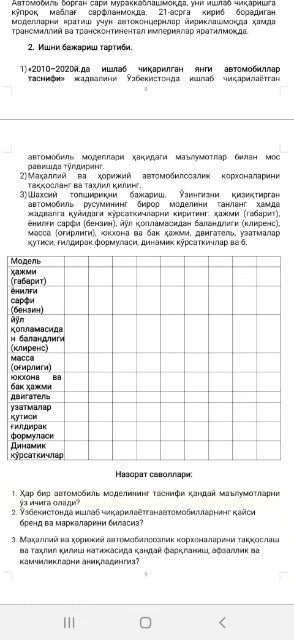 Автомобиль борган сари мураккаблашмоқда, уни ишлаб чиқаришга
кўпроқ маблағ сарфланмоқда. 21-асрга кириб борадиган
моделларни яратиш учун автоконцернлар йириклашмоқда ҳамда
трансмиллий ва трансконтинентал империялар яратилмоқда.
2. Ишни бажариш тартиби.
1) «2010-2020й.да ишлаб чиқарилган янги автомобиллар
таснифи» жадвалини Ўзбекистонда ишлаб чиқарилаётган
8
автомобиль моделлари ҳақидаги маълумотлар билан мос
равишда тўлдиринг.
2) Маҳаллий ва хорижий автомобилсозлик корхоналарини
таққосланг ва таҳлил қилинг.
3) Шахсий топшириқни бажариш. Ўзингизни қизиқтирган
автомобиль русумининг бирор моделини танланг ҳамда
жадвалга қуйидаги кўрсаткичларни киритинг: ҳажми (габарит),
ёнилғи сарфи (бензин), йўл қопламасидан баландлиги (клиренс),
масса (оғирлиги), юкхона ва бак ҳажми, двигатель, узатмалар
қутиси, ғилдирак формуласи, динамик кўрсаткичлар ва б.
Модель
ҳажми
(габарит)
ёнилғи
сарфи
(бензин)
йўл
қопламасида
н баландлиги
(клиренс)
масса
(оғирлиги)
юкхона ва
бак ҳажми
двигатель
узатмалар
қутиси
ғилдирак
формуласи
Динамик
кўрсаткичлар
Назорат саволлари:
1. Ҳар бир автомобиль моделининг таснифи қандай маълумотларни
ўз ичига олади?
2. Ўзбекистонда ишлаб чиқарилаётганавтомобилларнинг қайси
бренд ва маркаларини биласиз?
3. Маҳаллий ва хорижий автомобилсозлик корхоналарини таққослаш
ва таҳлил қилиш натижасида қандай фарқланиш, афзаллик ва
камчиликларни аниқладингиз?
9